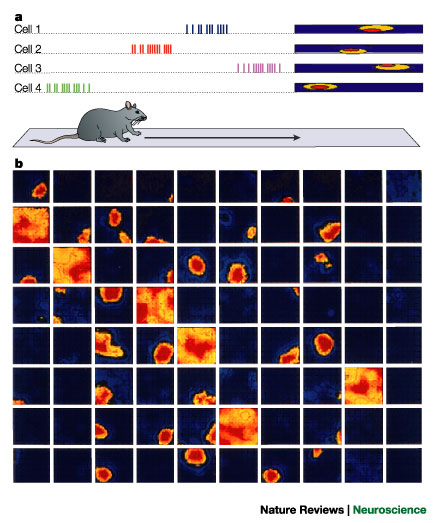 a
Cell 1
Cell 2
Cell 3
Cell 4
b
Nature Reviews | Neuroscience